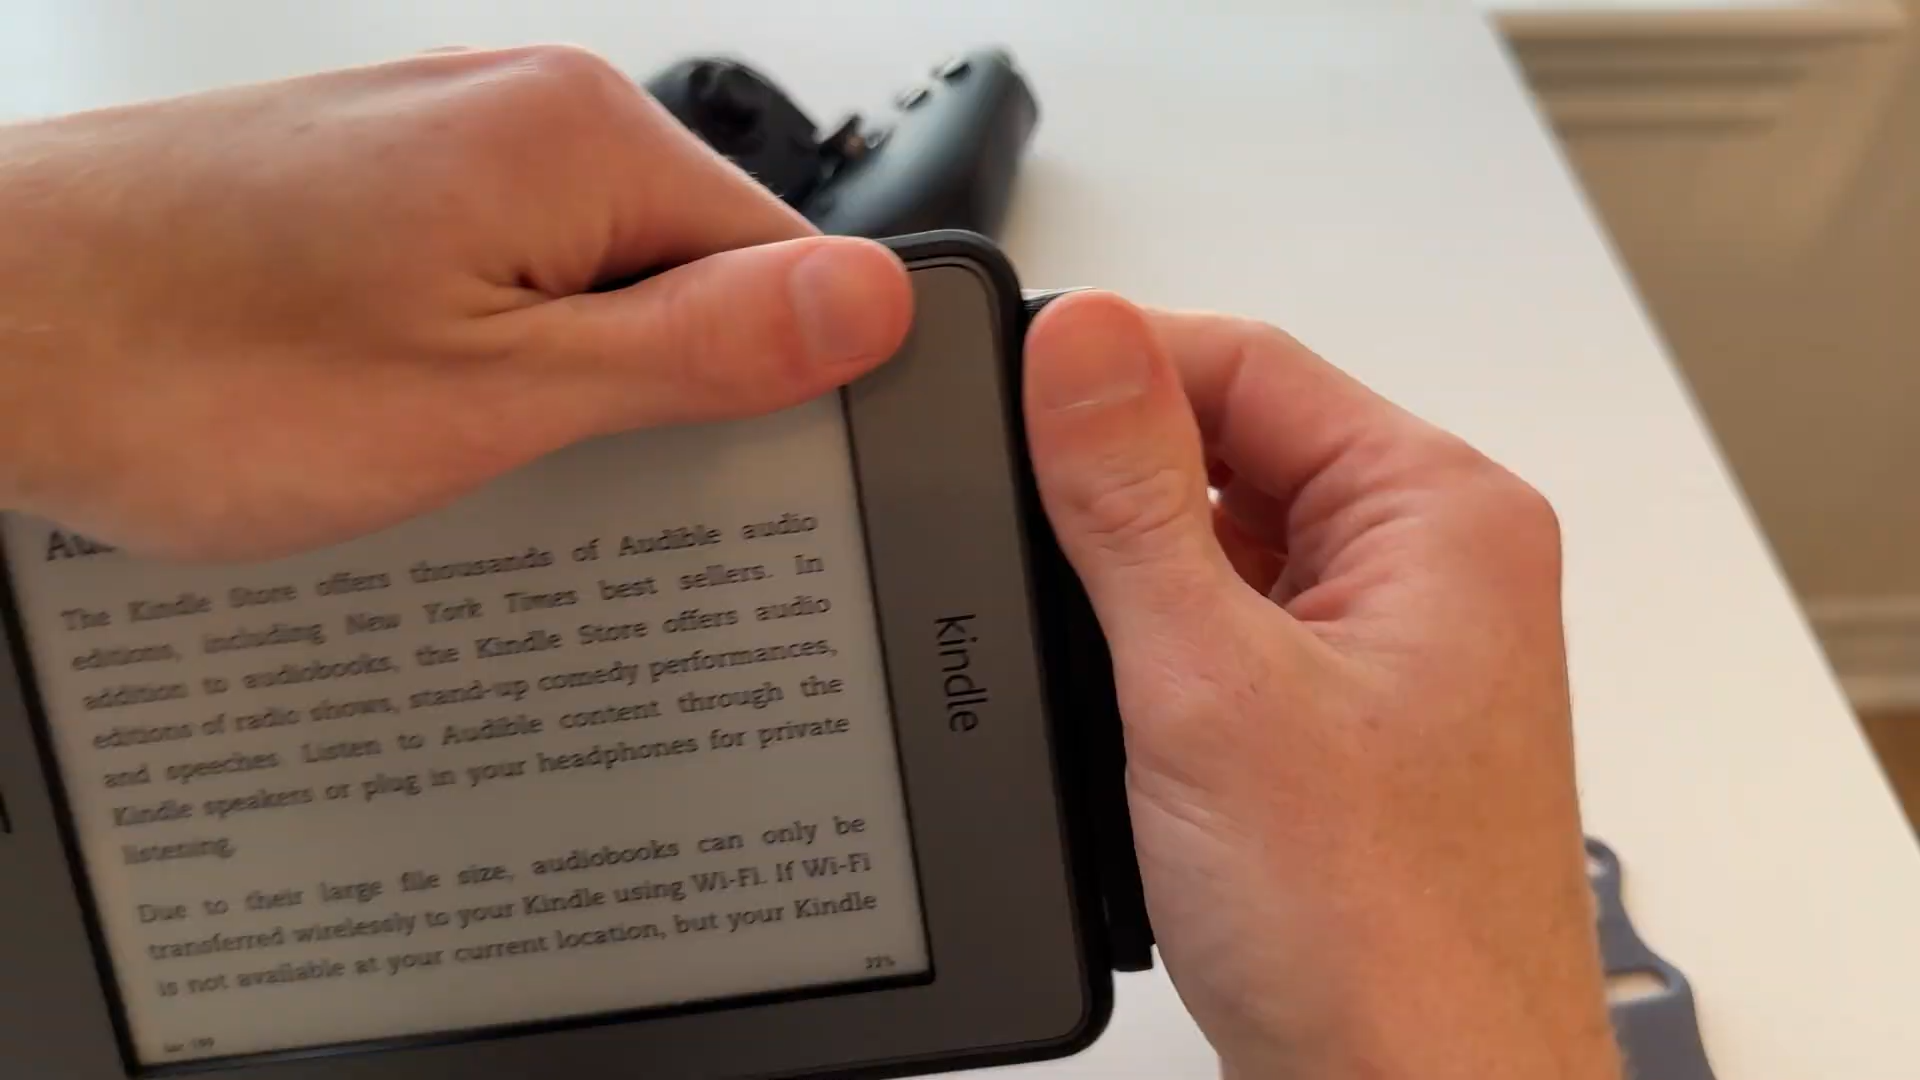 The Kindle Store offers thousands of Audible audio
editions, including New York Times best sellers. In
addition to audiobooks, the Kindle Store offers audio
editions of radio shows, stand-up comedy performances,
and speeches. Listen to Audible content through the
Kindle speakers or plug in your headphones for private
listening.
Due to their large file size, audiobooks can only be
transferred wirelessly to your Kindle using Wi-Fi. If Wi-Fi
is not available at your current location, but your Kindle
kindle